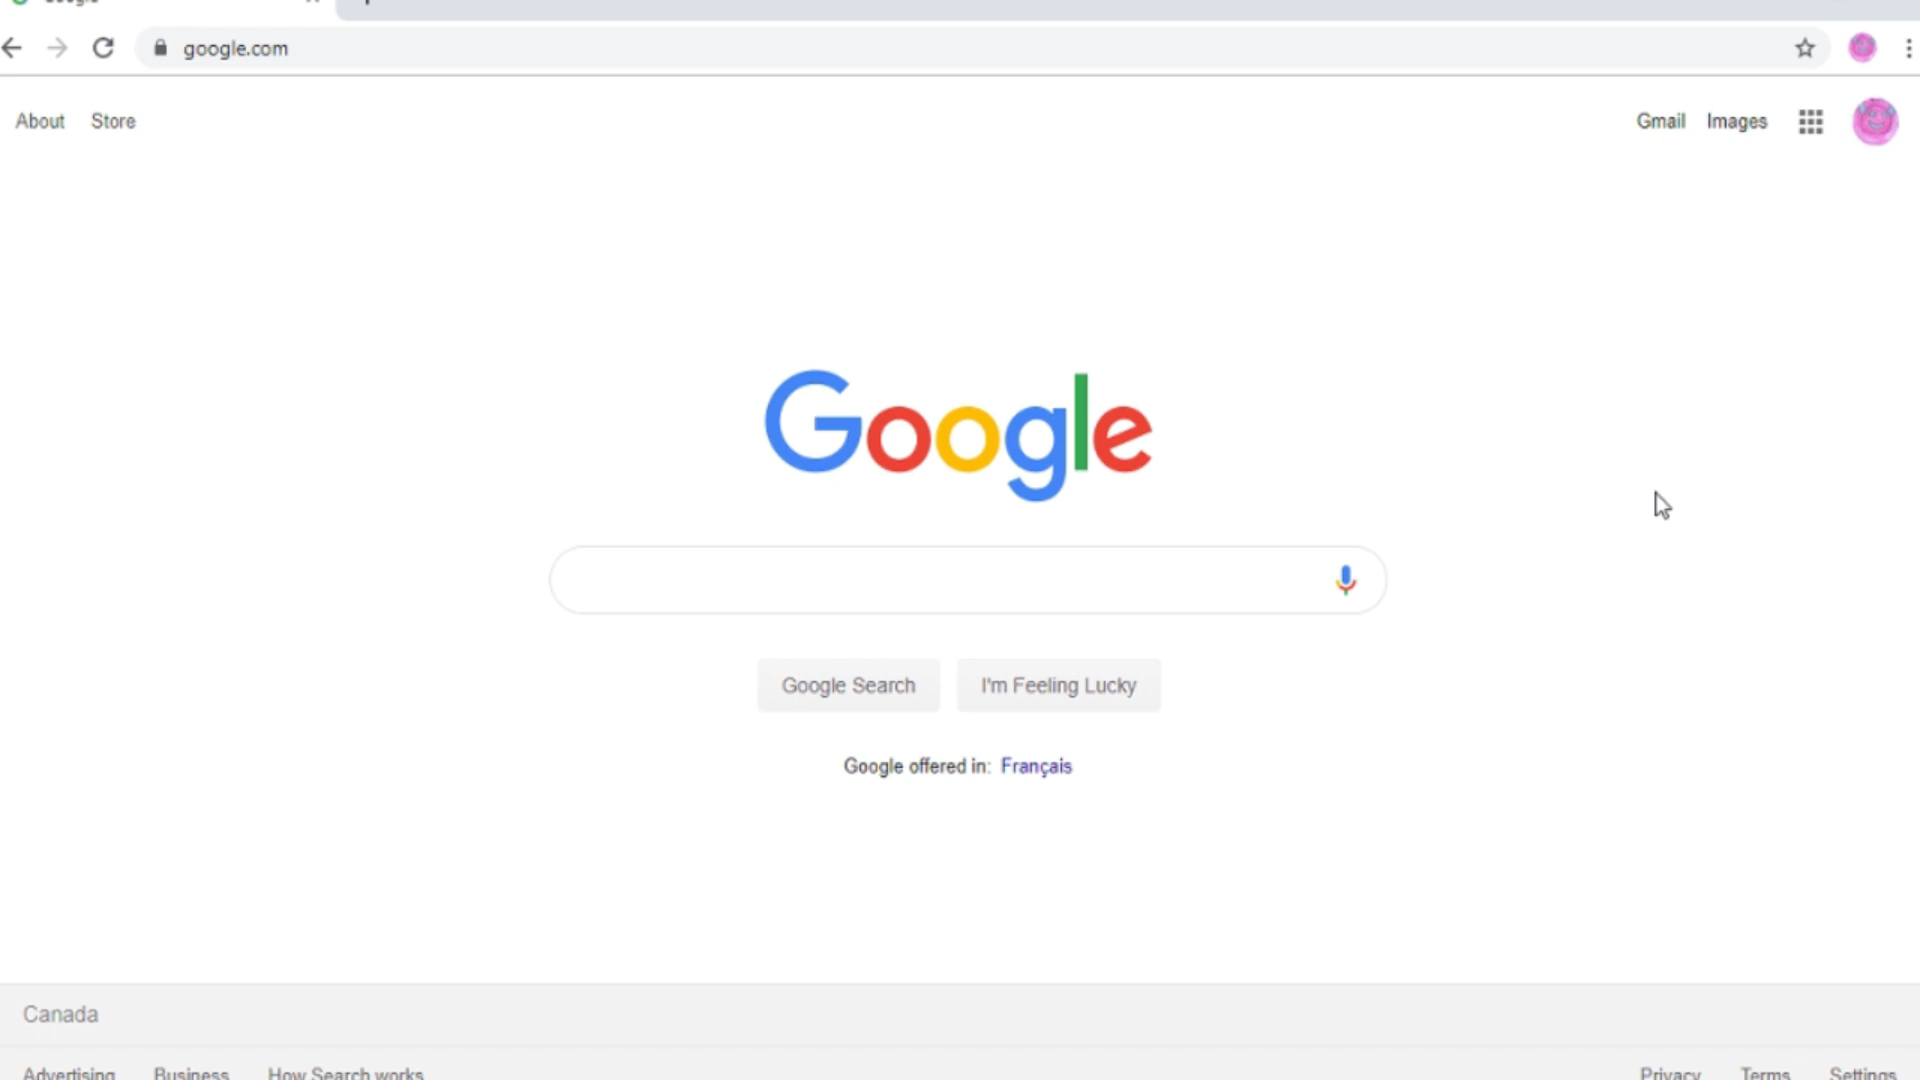 Google
google.com
About Store
Gmail Images
Google
Google Search I'm Feeling Lucky
Google offered in: Français
Canada
Advertising Business How Search works
Privacy Terms Settings